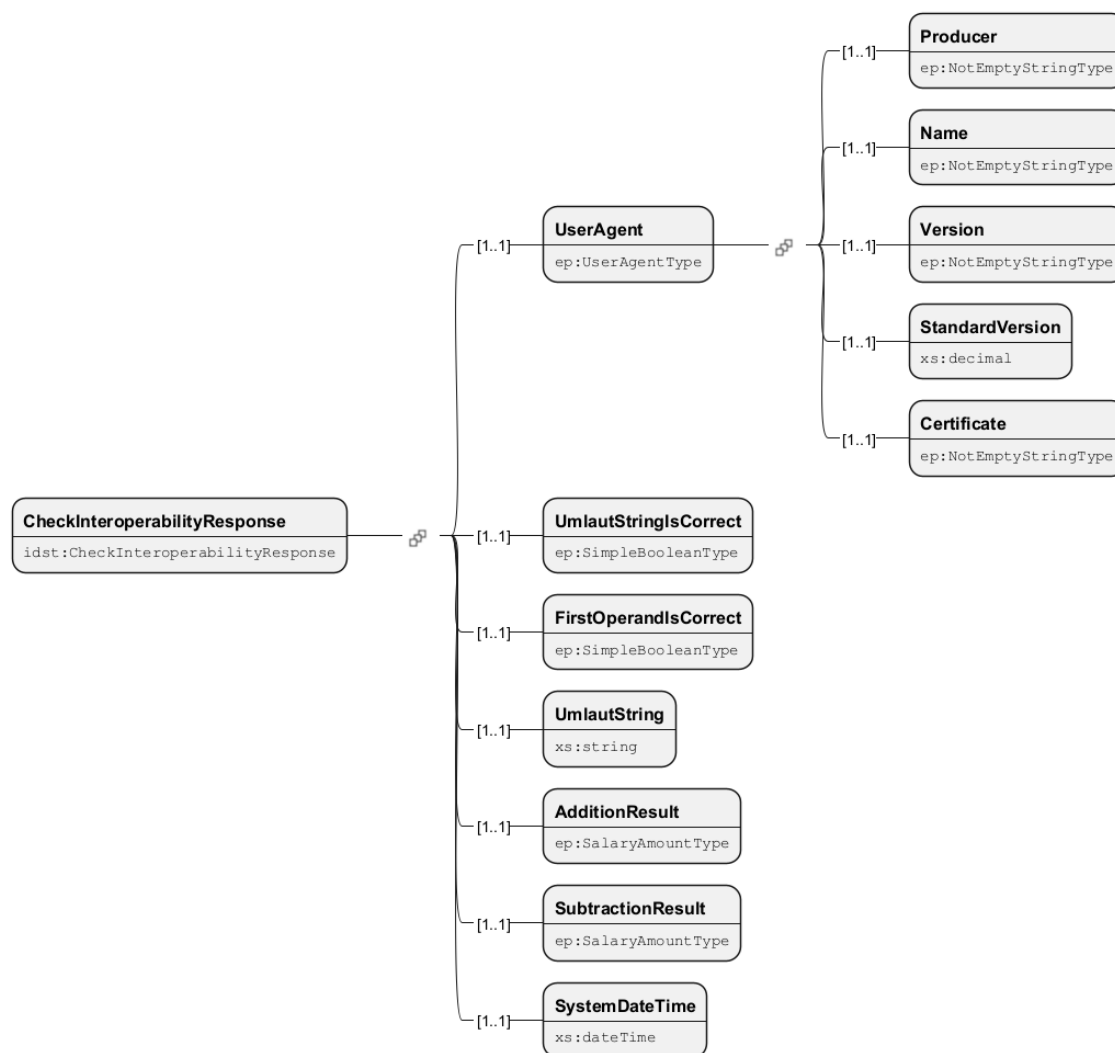 [1..1]
Producer
ep:NotEmptyStringType
[1..1]
Name
ep:NotEmptyStringType
[1..1]
UserAgent
ep:UserAgentType
[1..1]
Version
ep:NotEmptyStringType
[1..1]
StandardVersion
xs:decimal
[1..1]
Certificate
ep:NotEmptyStringType
CheckInteroperabilityResponse
idst:CheckInteroperabilityResponse
[1..1]
UmlautStringIsCorrect
ep:SimpleBooleanType
[1..1]
FirstOperandIsCorrect
ep:SimpleBooleanType
[1..1]
UmlautString
xs:string
[1..1]
AdditionResult
ep:SalaryAmountType
[1..1]
SubtractionResult
ep:SalaryAmountType
[1..1]
SystemDateTime
xs:dateTime